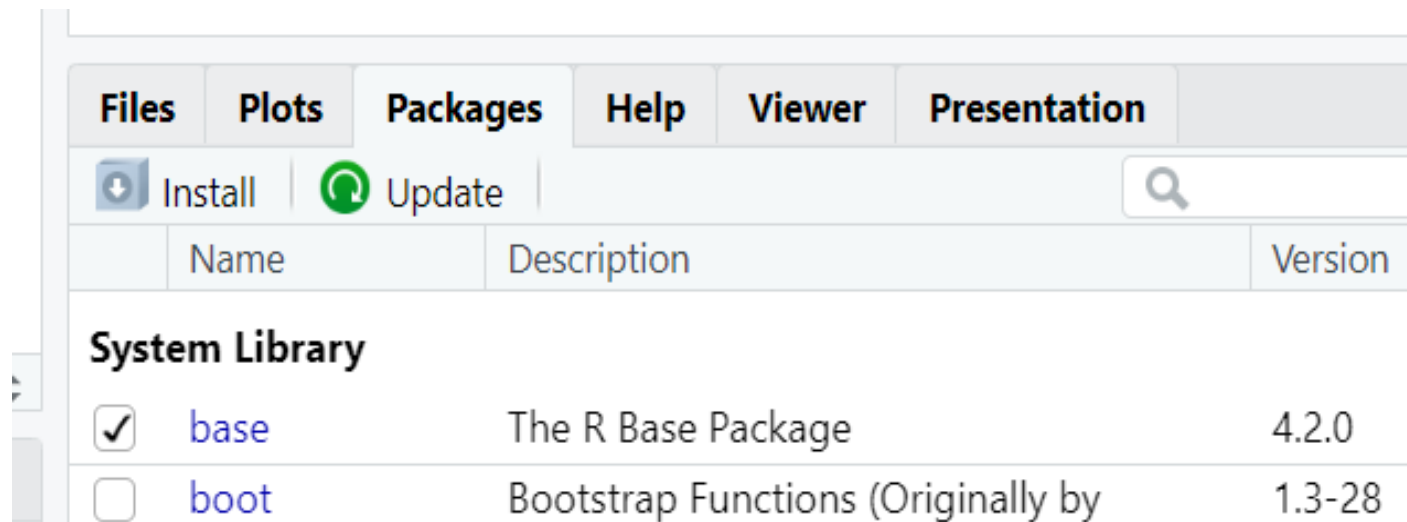 Files Plots Packages Help Viewer Presentation
Install Update
Name Description Version
System Library
base The R Base Package 4.2.0
boot Bootstrap Functions (Originally by 1.3-28